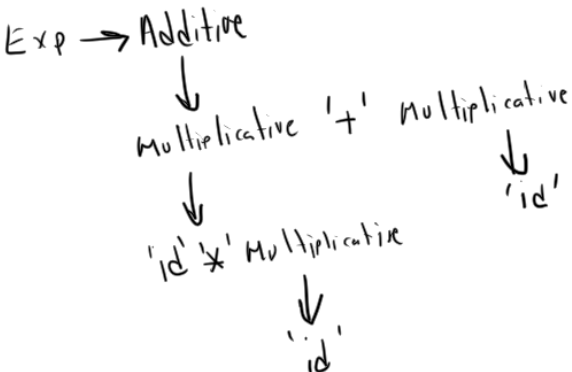 Exp → Additive
Multiplicative '+' Multiplicative
'id'
'id' '*' Multiplicative
'id'